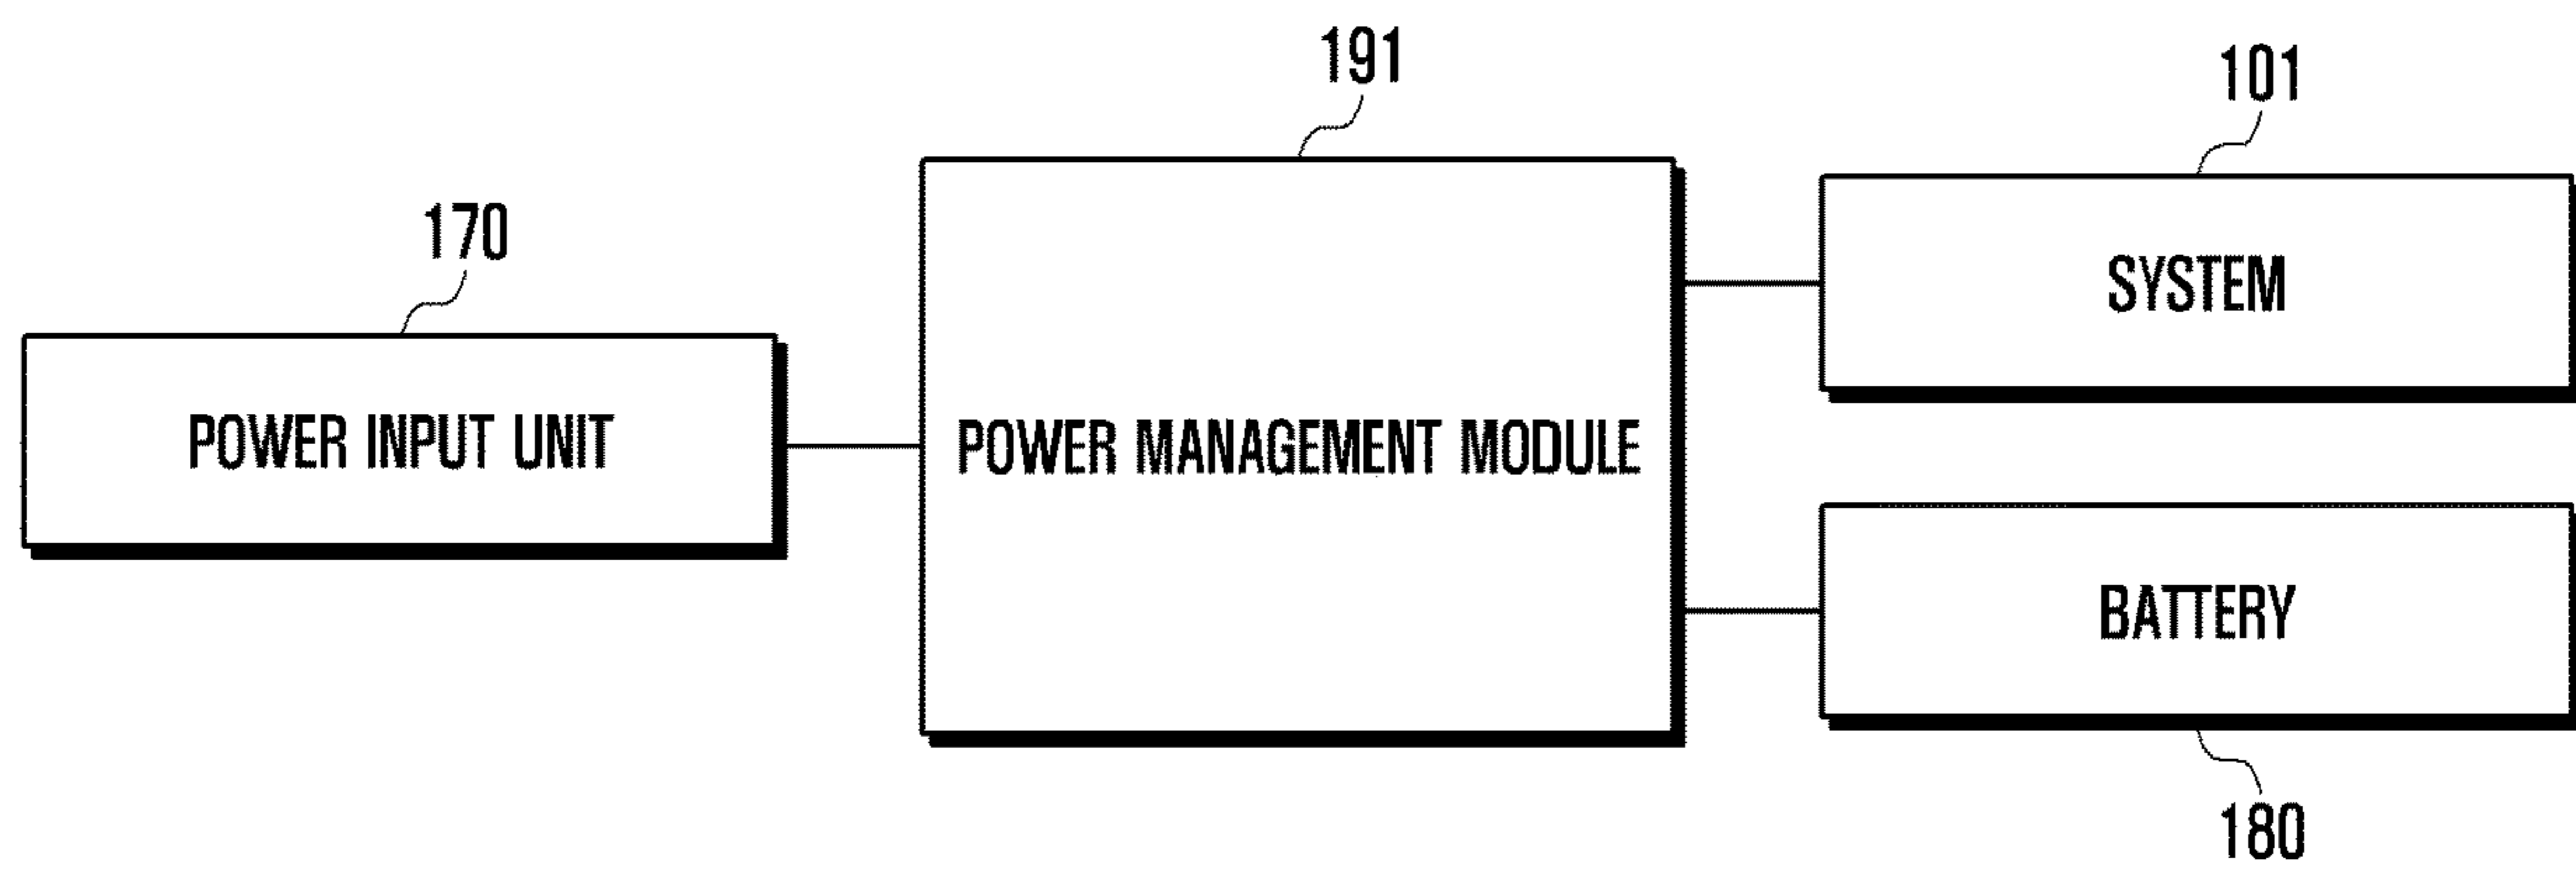 191
101
170
SYSTEM
POWER INPUT UNIT
POWER MANAGEMENT MODULE
BATTERY
180